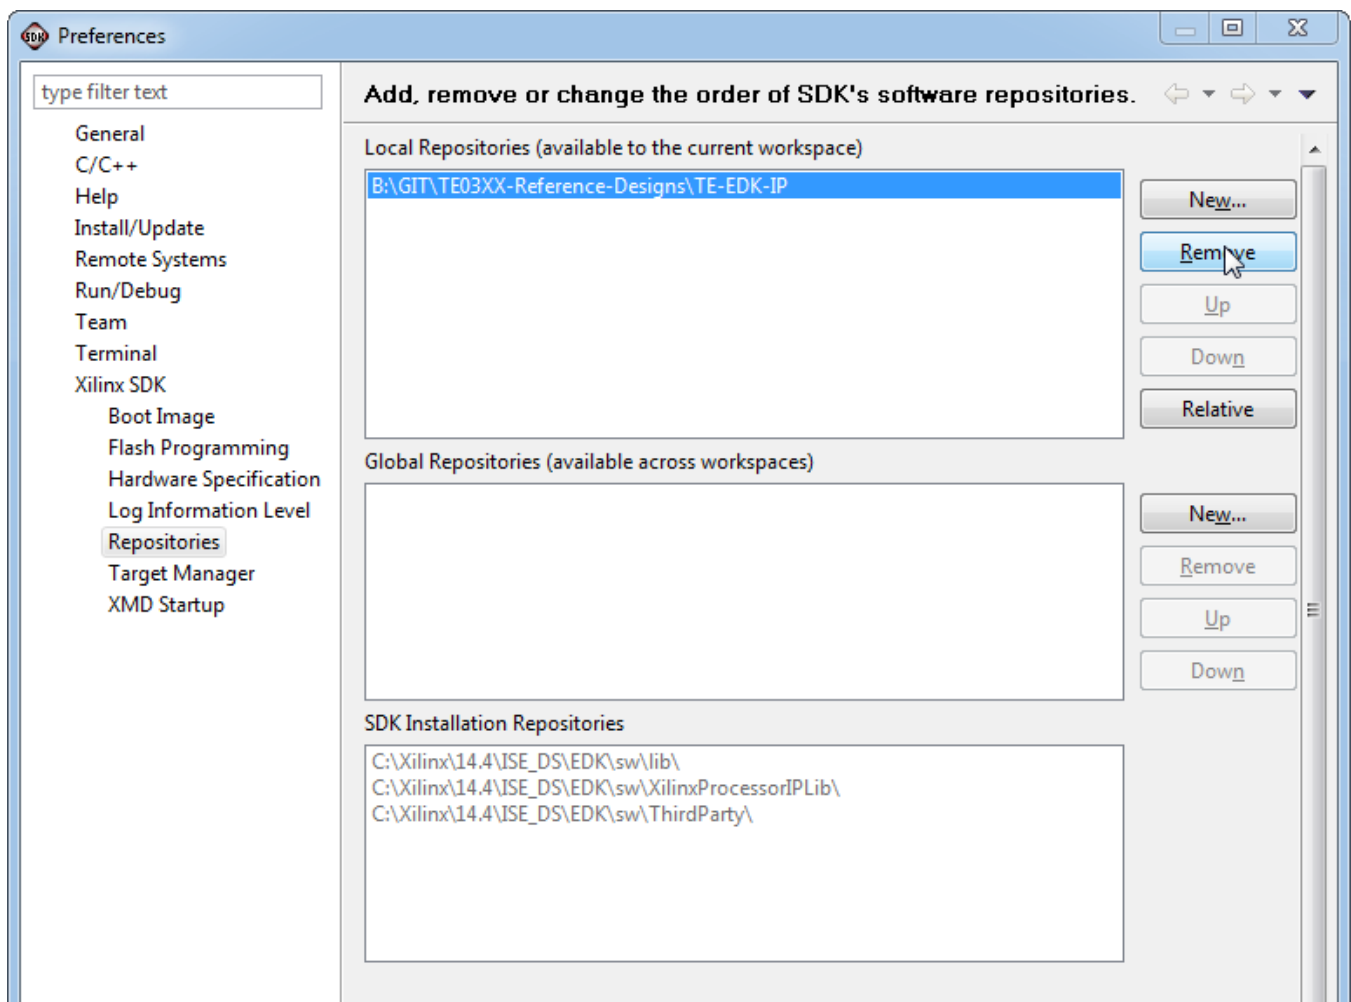 SDK Preferences
type filter text
General
C/C++
Help
Install/Update
Remote Systems
Run/Debug
Team
Terminal
Xilinx SDK
Boot Image
Flash Programming
Hardware Specification
Log Information Level
Repositories
Target Manager
XMD Startup
Add, remove or change the order of SDK's software repositories.
Local Repositories (available to the current workspace)
B:\GIT\TE03XX-Reference-Designs\TE-EDK-IP
New...
Remove
Up
Down
Relative
Global Repositories (available across workspaces)
New...
Remove
Up
Down
SDK Installation Repositories
C:\Xilinx\14.4\ISE_DS\EDK\sw\lib\
C:\Xilinx\14.4\ISE_DS\EDK\sw\XilinxProcessorIPLib\
C:\Xilinx\14.4\ISE_DS\EDK\sw\ThirdParty\